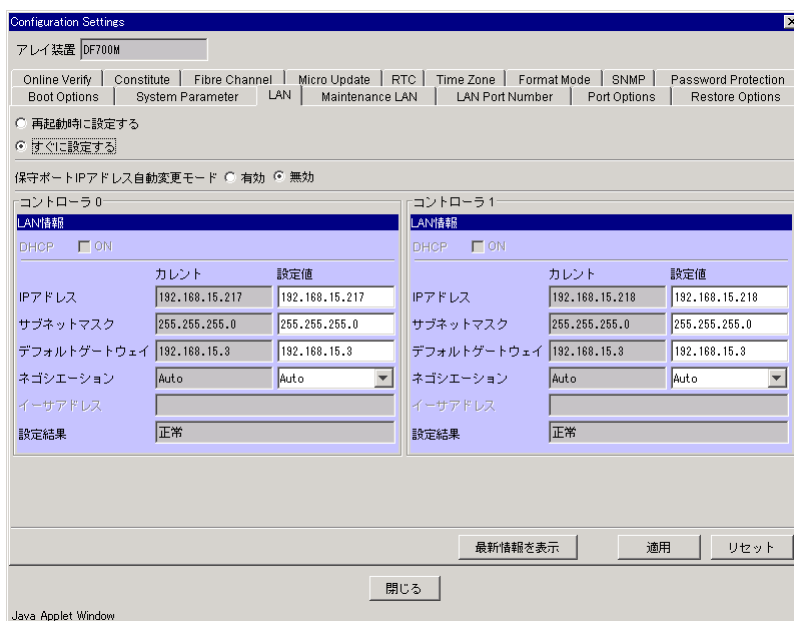 Configuration Settings
アレイ装置 DF700M
Online Verify Constitute Fibre Channel Micro Update RTC Time Zone Format Mode SNMP Password Protection
Boot Options System Parameter LAN Maintenance LAN LAN Port Number Port Options Restore Options
再起動時に設定する
すぐに設定する
保守ポートIPアドレス自動変更モード 有効 無効
コントローラ 0
LAN情報
DHCP ON
カレント 設定値
IPアドレス 192.168.15.217 192.168.15.217
サブネットマスク 255.255.255.0 255.255.255.0
デフォルトゲートウェイ 192.168.15.3 192.168.15.3
ネゴシエーション Auto Auto
イーサアドレス
設定結果 正常
コントローラ 1
LAN情報
DHCP ON
カレント 設定値
IPアドレス 192.168.15.218 192.168.15.218
サブネットマスク 255.255.255.0 255.255.255.0
デフォルトゲートウェイ 192.168.15.3 192.168.15.3
ネゴシエーション Auto Auto
イーサアドレス
設定結果 正常
最新情報を表示 適用 リセット
閉じる
Java Applet Window